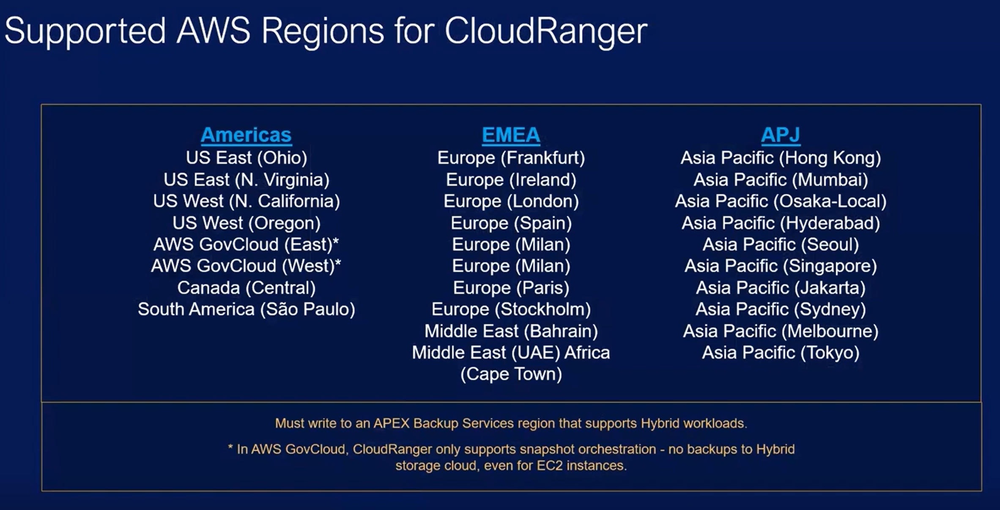 Supported AWS Regions for CloudRanger
Americas
US East (Ohio)
US East (N. Virginia)
US West (N. California)
US West (Oregon)
AWS GovCloud (East)*
AWS GovCloud (West)*
Canada (Central)
South America (São Paulo)
EMEA
Europe (Frankfurt)
Europe (Ireland)
Europe (London)
Europe (Spain)
Europe (Milan)
Europe (Milan)
Europe (Paris)
Europe (Stockholm)
Middle East (Bahrain)
Middle East (UAE) Africa
(Cape Town)
APJ
Asia Pacific (Hong Kong)
Asia Pacific (Mumbai)
Asia Pacific (Osaka-Local)
Asia Pacific (Hyderabad)
Asia Pacific (Seoul)
Asia Pacific (Singapore)
Asia Pacific (Jakarta)
Asia Pacific (Sydney)
Asia Pacific (Melbourne)
Asia Pacific (Tokyo)
Must write to an APEX Backup Services region that supports Hybrid workloads.
* In AWS GovCloud, CloudRanger only supports snapshot orchestration - no backups to Hybrid
storage cloud, even for EC2 instances.